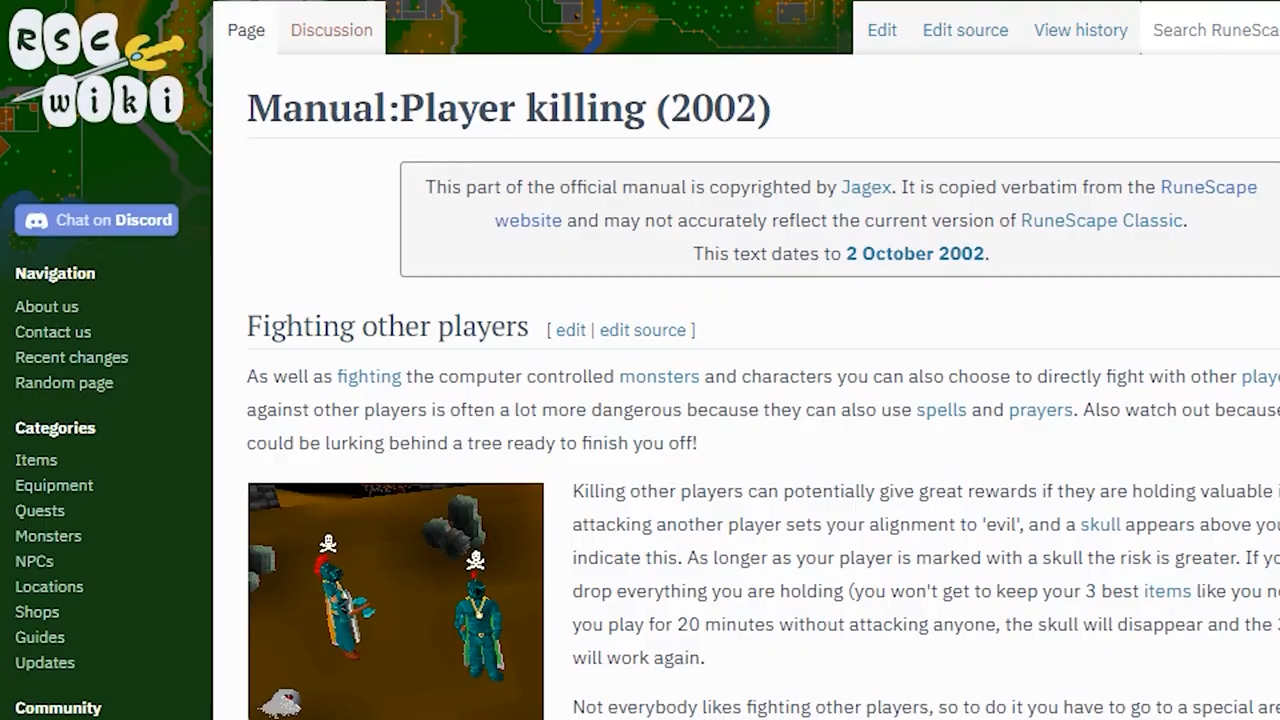 RSC
wiki
Page
Discussion
Edit
Edit source
View history
Search RuneSca
Manual:Player killing (2002)
This part of the official manual is copyrighted by Jagex. It is copied verbatim from the RuneScape
website and may not accurately reflect the current version of RuneScape Classic.
This text dates to 2 October 2002.
Chat on Discord
Navigation
About us
Contact us
Recent changes
Random page
Categories
Items
Equipment
Quests
Monsters
NPCs
Locations
Shops
Guides
Updates
Community
Fighting other players [ edit | edit source ]
As well as fighting the computer controlled monsters and characters you can also choose to directly fight with other playe
against other players is often a lot more dangerous because they can also use spells and prayers. Also watch out because
could be lurking behind a tree ready to finish you off!
Killing other players can potentially give great rewards if they are holding valuable i
attacking another player sets your alignment to 'evil', and a skull appears above you
indicate this. As longer as your player is marked with a skull the risk is greater. If yo
drop everything you are holding (you won't get to keep your 3 best items like you no
you play for 20 minutes without attacking anyone, the skull will disappear and the 3
will work again.
Not everybody likes fighting other players, so to do it you have to go to a special are